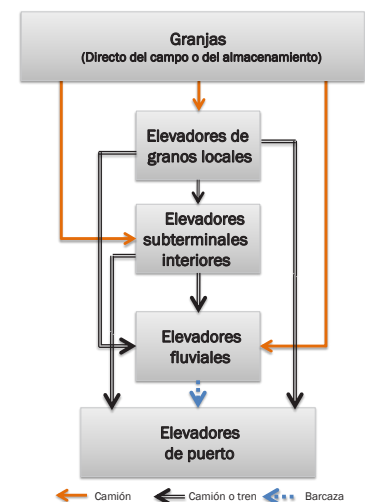 Granjas
(Directo del campo o del almacenamiento)
Elevadores de
granos locales
Elevadores
subterminales
interiores
Elevadores
fluviales
Elevadores
de puerto
Camión
Camión o tren
Barcaza